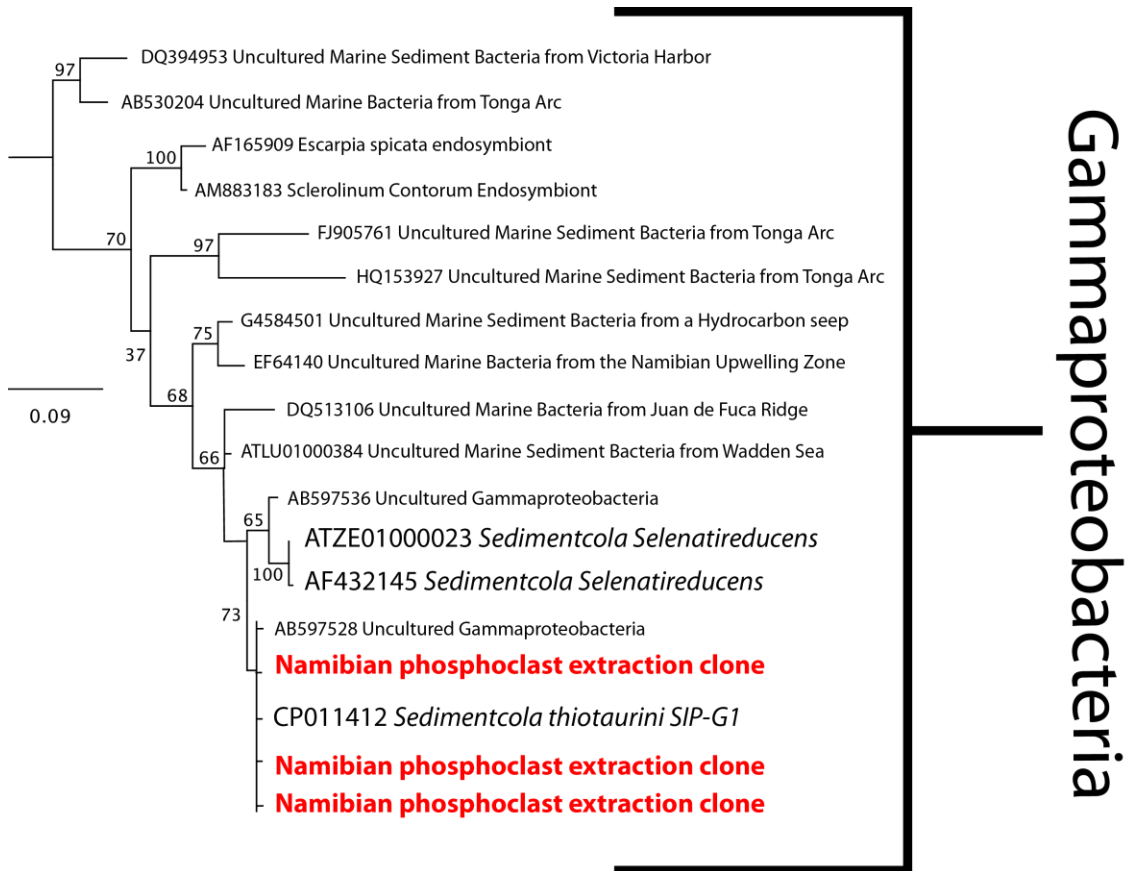 97
DQ394953 Uncultured Marine Sediment Bacteria from Victoria Harbor
AB530204 Uncultured Marine Bacteria from Tonga Arc
AF165909 Escarpia spicata endosymbiont
100
AM883183 Sclerolinum Contorum Endosymbiont
70
FJ905761 Uncultured Marine Sediment Bacteria from Tonga Arc
97
HQ153927 Uncultured Marine Sediment Bacteria from Tonga Arc
G4584501 Uncultured Marine Sediment Bacteria from a Hydrocarbon seep
75
37
EF64140 Uncultured Marine Bacteria from the Namibian Upwelling Zone
68
0.09
DQ513106 Uncultured Marine Bacteria from Juan de Fuca Ridge
66
ATLU01000384 Uncultured Marine Sediment Bacteria from Wadden Sea
AB597536 Uncultured Gammaproteobacteria
65
ATZE01000023 Sedimentcola Selenatireducens
100
AF432145 Sedimentcola Selenatireducens
73
AB597528 Uncultured Gammaproteobacteria
Namibian phosphoclast extraction clone
CP011412 Sedimentcola thiotaurini SIP-G1
Namibian phosphoclast extraction clone
Namibian phosphoclast extraction clone
Gammaproteobacteria